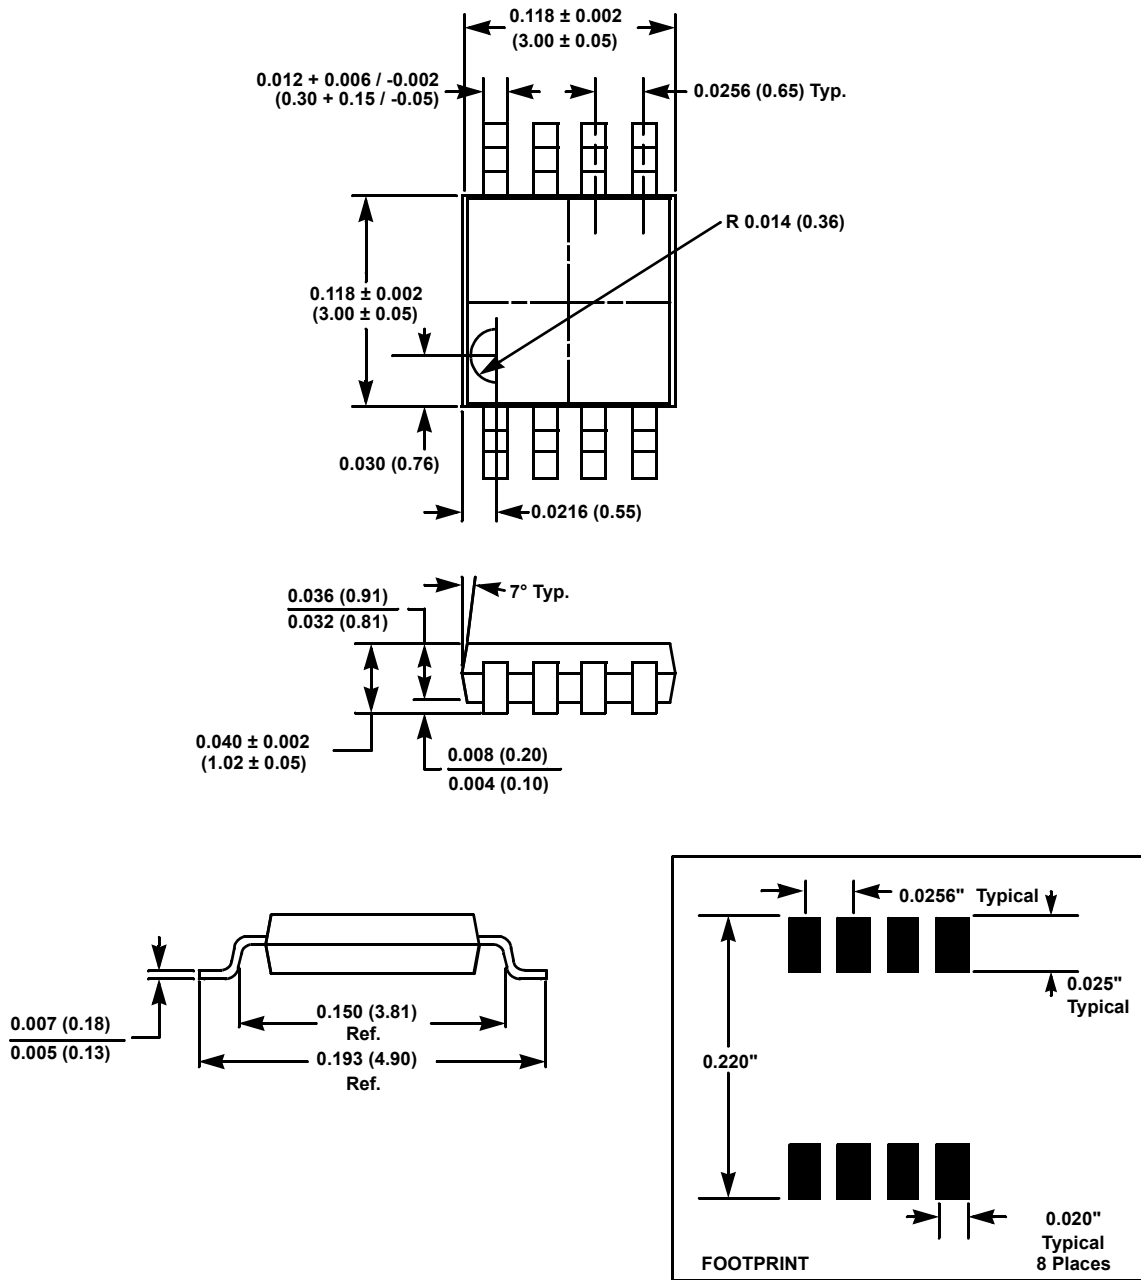 0.118 ± 0.002
(3.00 ± 0.05)
0.012 + 0.006 / -0.002
(0.30 + 0.15 / -0.05)
0.0256 (0.65) Typ.
R 0.014 (0.36)
0.118 ± 0.002
(3.00 ± 0.05)
0.030 (0.76)
0.0216 (0.55)
7° Typ.
0.036 (0.91)
0.032 (0.81)
0.040 ± 0.002
(1.02 ± 0.05)
0.008 (0.20)
0.004 (0.10)
0.007 (0.18)
0.005 (0.13)
0.150 (3.81)
Ref.
0.193 (4.90)
Ref.
0.0256" Typical
0.025"
Typical
0.220"
0.020"
Typical
8 Places
FOOTPRINT